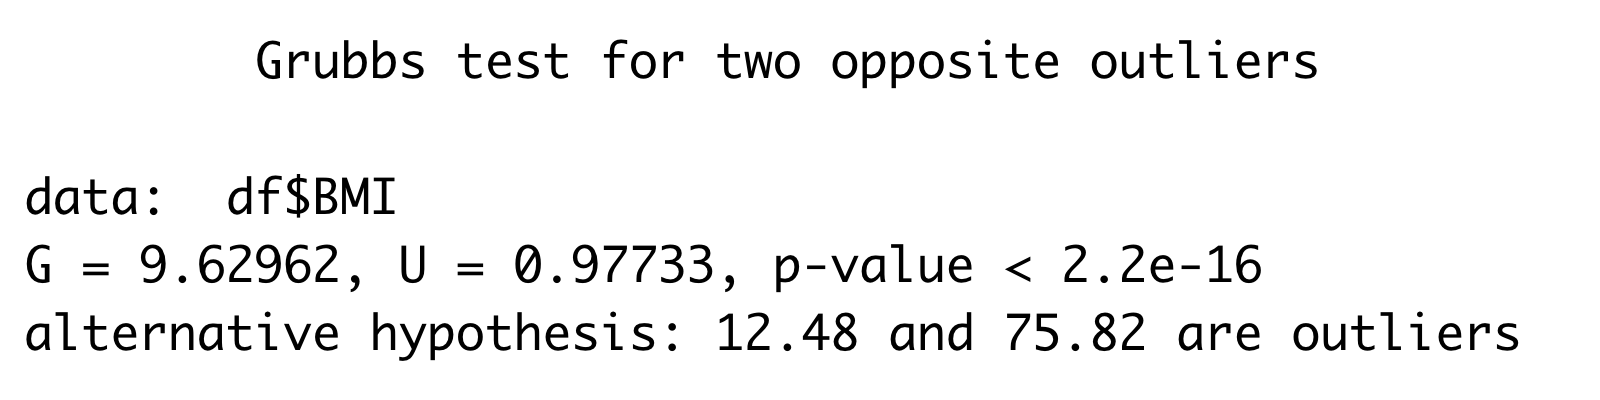 Grubbs test for two opposite outliers
data:  df$BMI
G = 9.62962, U = 0.97733, p-value < 2.2e-16
alternative hypothesis: 12.48 and 75.82 are outliers